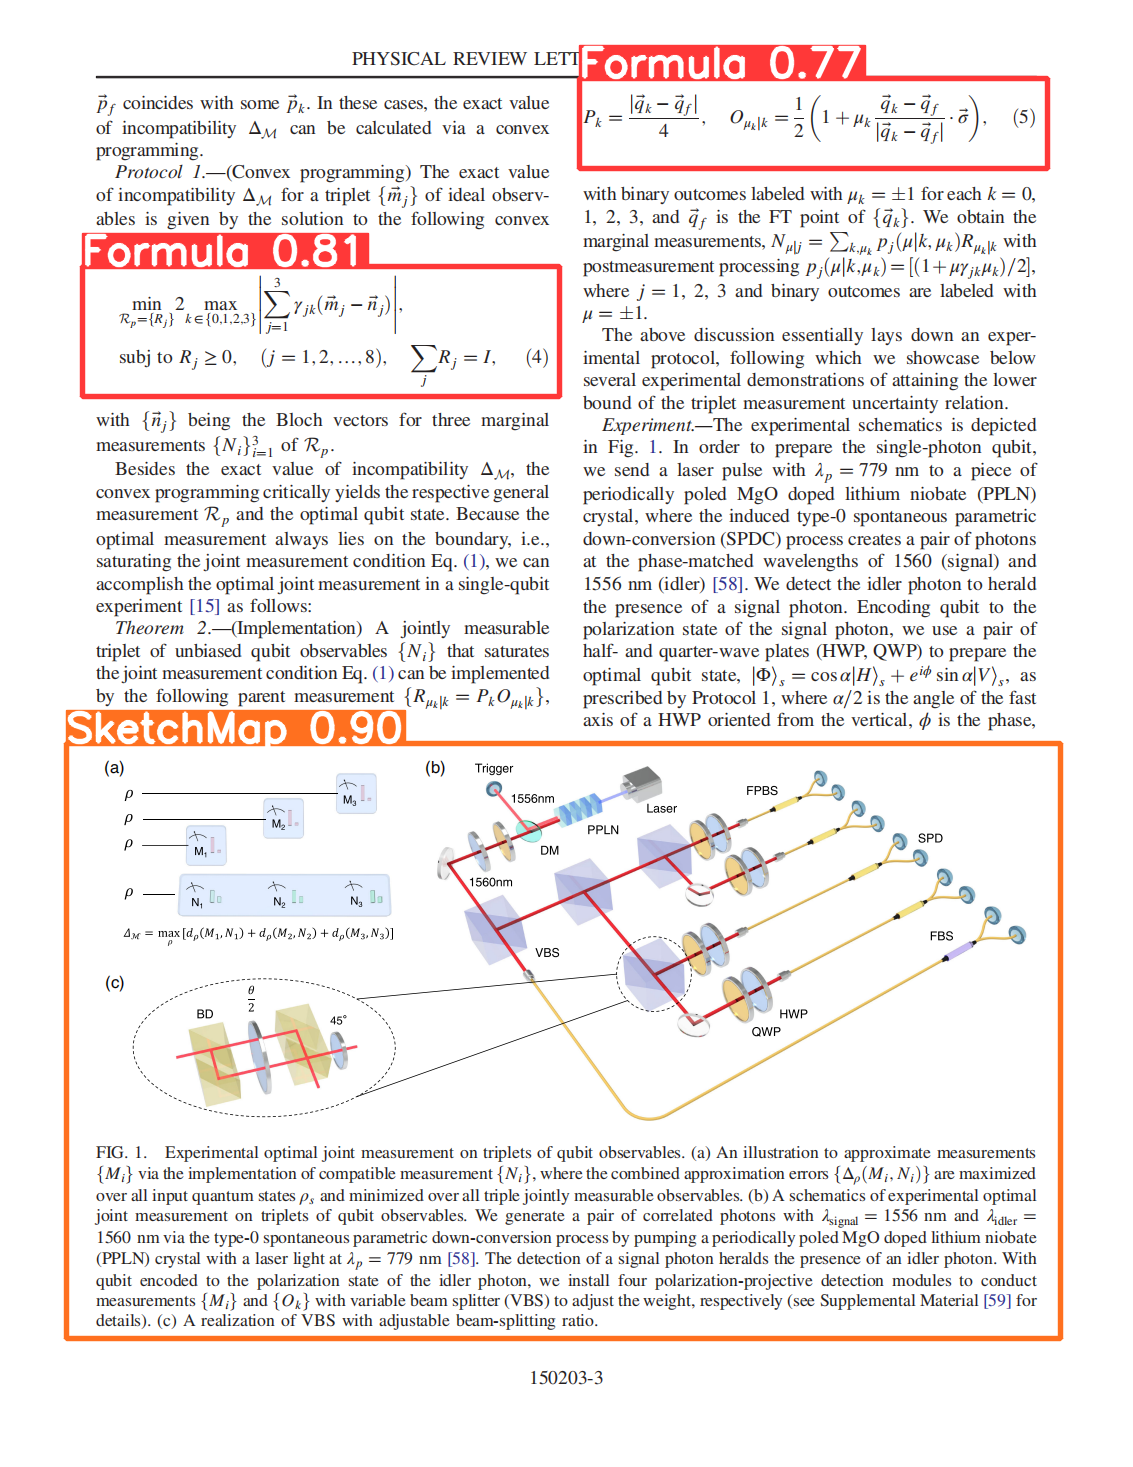 PHYSICAL REVIEW LETT
Formula 0.77
$\vec{p}_f$ coincides with some $\vec{p}_k$. In these cases, the exact value
of incompatibility $\Delta_{\mathcal{M}}$ can be calculated via a convex
programming.
Protocol 1.—(Convex programming) The exact value
of incompatibility $\Delta_{\mathcal{M}}$ for a triplet $\{\vec{m}_j\}$ of ideal observ-
ables is given by the solution to the following convex
Formula 0.81
$\min_{\mathcal{R}_p=\{R_j\}} 2 \max_{k\in\{0,1,2,3\}} \left|\sum_{j=1}^{3} \gamma_{jk}(\vec{m}_j - \vec{n}_j)\right|,$
subj to $R_j \geq 0, \quad (j = 1, 2, \ldots, 8), \quad \sum_j R_j = I, \quad (4)$
with $\{\vec{n}_j\}$ being the Bloch vectors for three marginal
measurements $\{N_i\}_{i=1}^{3}$ of $\mathcal{R}_p$.
Besides the exact value of incompatibility $\Delta_{\mathcal{M}}$, the
convex programming critically yields the respective general
measurement $\mathcal{R}_p$ and the optimal qubit state. Because the
optimal measurement always lies on the boundary, i.e.,
saturating the joint measurement condition Eq. (1), we can
accomplish the optimal joint measurement in a single-qubit
experiment [15] as follows:
Theorem 2.—(Implementation) A jointly measurable
triplet of unbiased qubit observables $\{N_i\}$ that saturates
the joint measurement condition Eq. (1) can be implemented
by the following parent measurement $\{R_{\mu_k|k} = P_k O_{\mu_k|k}\}$,
$P_k = \frac{|\vec{q}_k - \vec{q}_f|}{4}, \quad O_{\mu_k|k} = \frac{1}{2}\left(1 + \mu_k \frac{\vec{q}_k - \vec{q}_f}{|\vec{q}_k - \vec{q}_f|} \cdot \vec{\sigma}\right), \quad (5)$
with binary outcomes labeled with $\mu_k = \pm 1$ for each $k = 0,$
1, 2, 3, and $\vec{q}_f$ is the FT point of $\{\vec{q}_k\}$. We obtain the
marginal measurements, $N_{\mu|j} = \sum_{k,\mu_k} p_j(\mu|k, \mu_k) R_{\mu_k|k}$ with
postmeasurement processing $p_j(\mu|k, \mu_k) = [(1 + \mu\gamma_{jk}\mu_k)/2]$,
where $j = 1, 2, 3$ and binary outcomes are labeled with
$\mu = \pm 1$.
The above discussion essentially lays down an exper-
imental protocol, following which we showcase below
several experimental demonstrations of attaining the lower
bound of the triplet measurement uncertainty relation.
Experiment.—The experimental schematics is depicted
in Fig. 1. In order to prepare the single-photon qubit,
we send a laser pulse with $\lambda_p = 779$ nm to a piece of
periodically poled MgO doped lithium niobate (PPLN)
crystal, where the induced type-0 spontaneous parametric
down-conversion (SPDC) process creates a pair of photons
at the phase-matched wavelengths of 1560 (signal) and
1556 nm (idler) [58]. We detect the idler photon to herald
the presence of a signal photon. Encoding qubit to the
polarization state of the signal photon, we use a pair of
half- and quarter-wave plates (HWP, QWP) to prepare the
optimal qubit state, $|\Phi\rangle_s = \cos\alpha|H\rangle_s + e^{i\phi}\sin\alpha|V\rangle_s$, as
prescribed by Protocol 1, where $\alpha/2$ is the angle of the fast
axis of a HWP oriented from the vertical, $\phi$ is the phase,
SketchMap 0.90
(a)
ρ
M₃
ρ
M₂
ρ
M₁
ρ
N₁ N₂ N₃
$\Delta_{\mathcal{M}} = \max_\rho [d_\rho(M_1, N_1) + d_\rho(M_2, N_2) + d_\rho(M_3, N_3)]$
(b)
Trigger
1556nm
Laser
FPBS
PPLN
DM
SPD
1560nm
VBS
FBS
HWP
QWP
(c)
BD
$\frac{\theta}{2}$
45°
FIG. 1. Experimental optimal joint measurement on triplets of qubit observables. (a) An illustration to approximate measurements
$\{M_i\}$ via the implementation of compatible measurement $\{N_i\}$, where the combined approximation errors $\{\Delta_\rho(M_i, N_i)\}$ are maximized
over all input quantum states $\rho_s$ and minimized over all triple jointly measurable observables. (b) A schematics of experimental optimal
joint measurement on triplets of qubit observables. We generate a pair of correlated photons with $\lambda_{\text{signal}} = 1556$ nm and $\lambda_{\text{idler}} =$
1560 nm via the type-0 spontaneous parametric down-conversion process by pumping a periodically poled MgO doped lithium niobate
(PPLN) crystal with a laser light at $\lambda_p = 779$ nm [58]. The detection of a signal photon heralds the presence of an idler photon. With
qubit encoded to the polarization state of the idler photon, we install four polarization-projective detection modules to conduct
measurements $\{M_i\}$ and $\{O_k\}$ with variable beam splitter (VBS) to adjust the weight, respectively (see Supplemental Material [59] for
details). (c) A realization of VBS with adjustable beam-splitting ratio.
150203-3